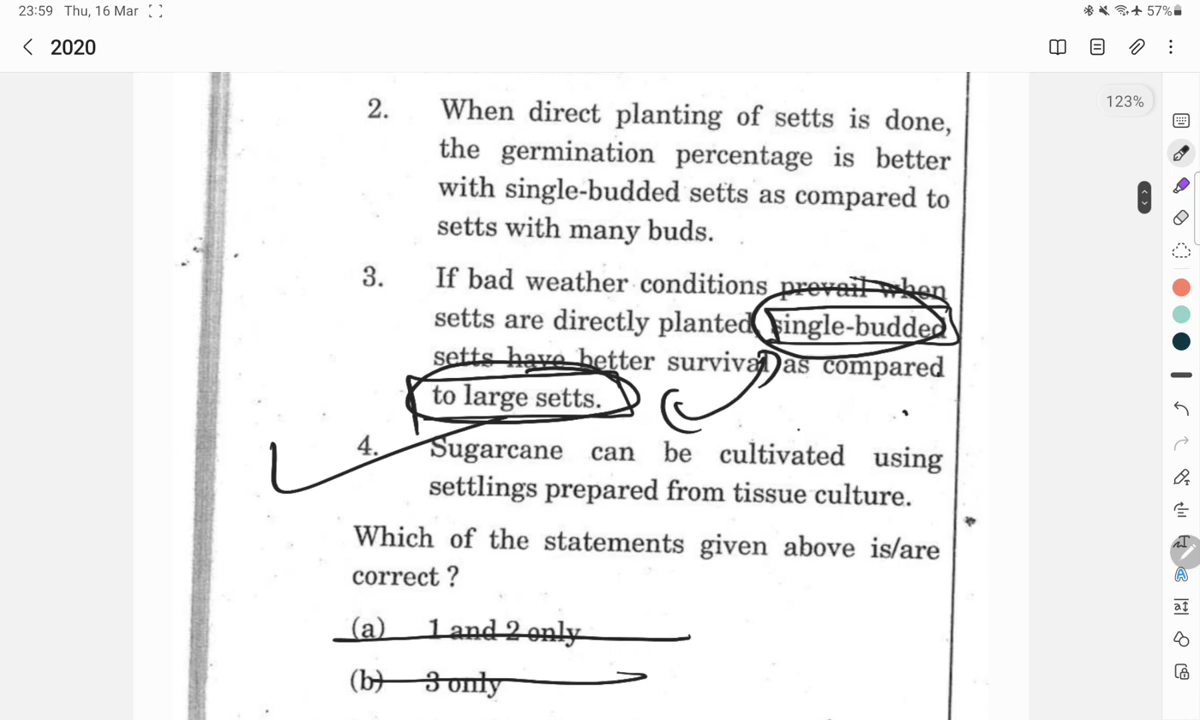 23:59 Thu, 16 Mar
57%
2020
123%
2. When direct planting of setts is done,
the germination percentage is better
with single-budded setts as compared to
setts with many buds.
3. If bad weather conditions prevail when
setts are directly planted single-budded
setts have better survival as compared
to large setts.
4. Sugarcane can be cultivated using
settlings prepared from tissue culture.
Which of the statements given above is/are
correct ?
(a) 1 and 2 only
(b) 3 only